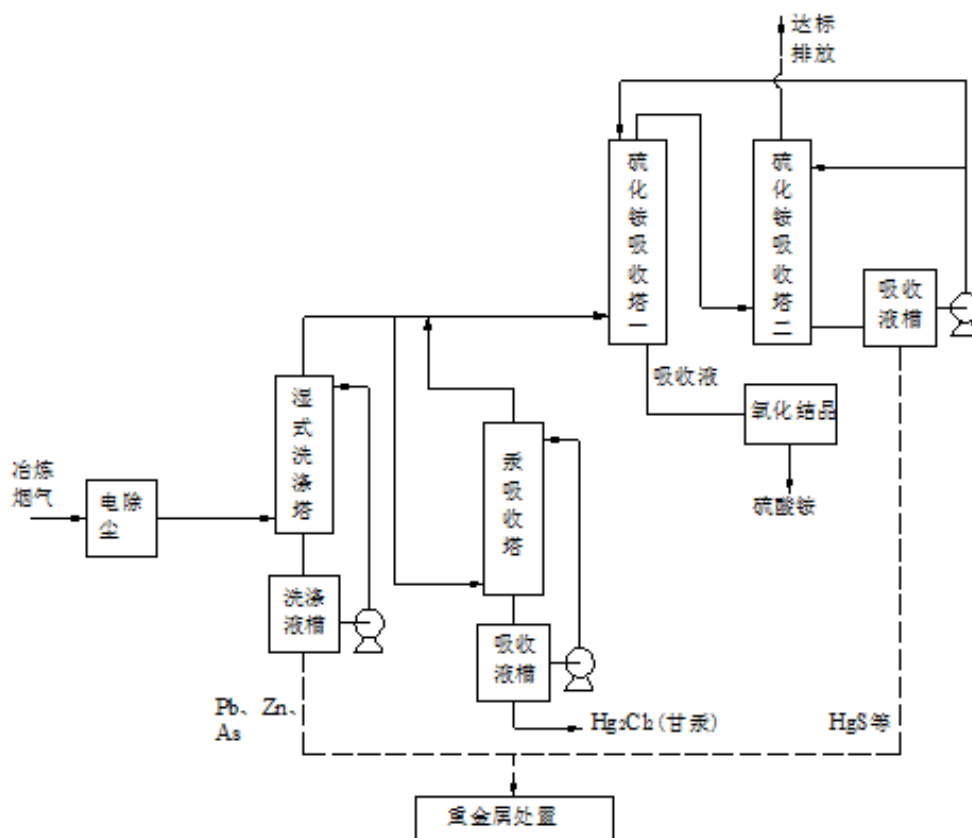 达标
排放
硫
化
铵
吸
收
塔
一
硫
化
铵
吸
收
塔
二
吸收
液槽
吸收液
氧化结晶
硫酸铵
湿
式
洗
涤
塔
汞
吸
收
塔
冶炼
烟气
电除
尘
洗涤
液槽
吸收
液槽
Pb、Zn、
As
Hg₂Cl₂(甘汞)
HgS等
重金属处置